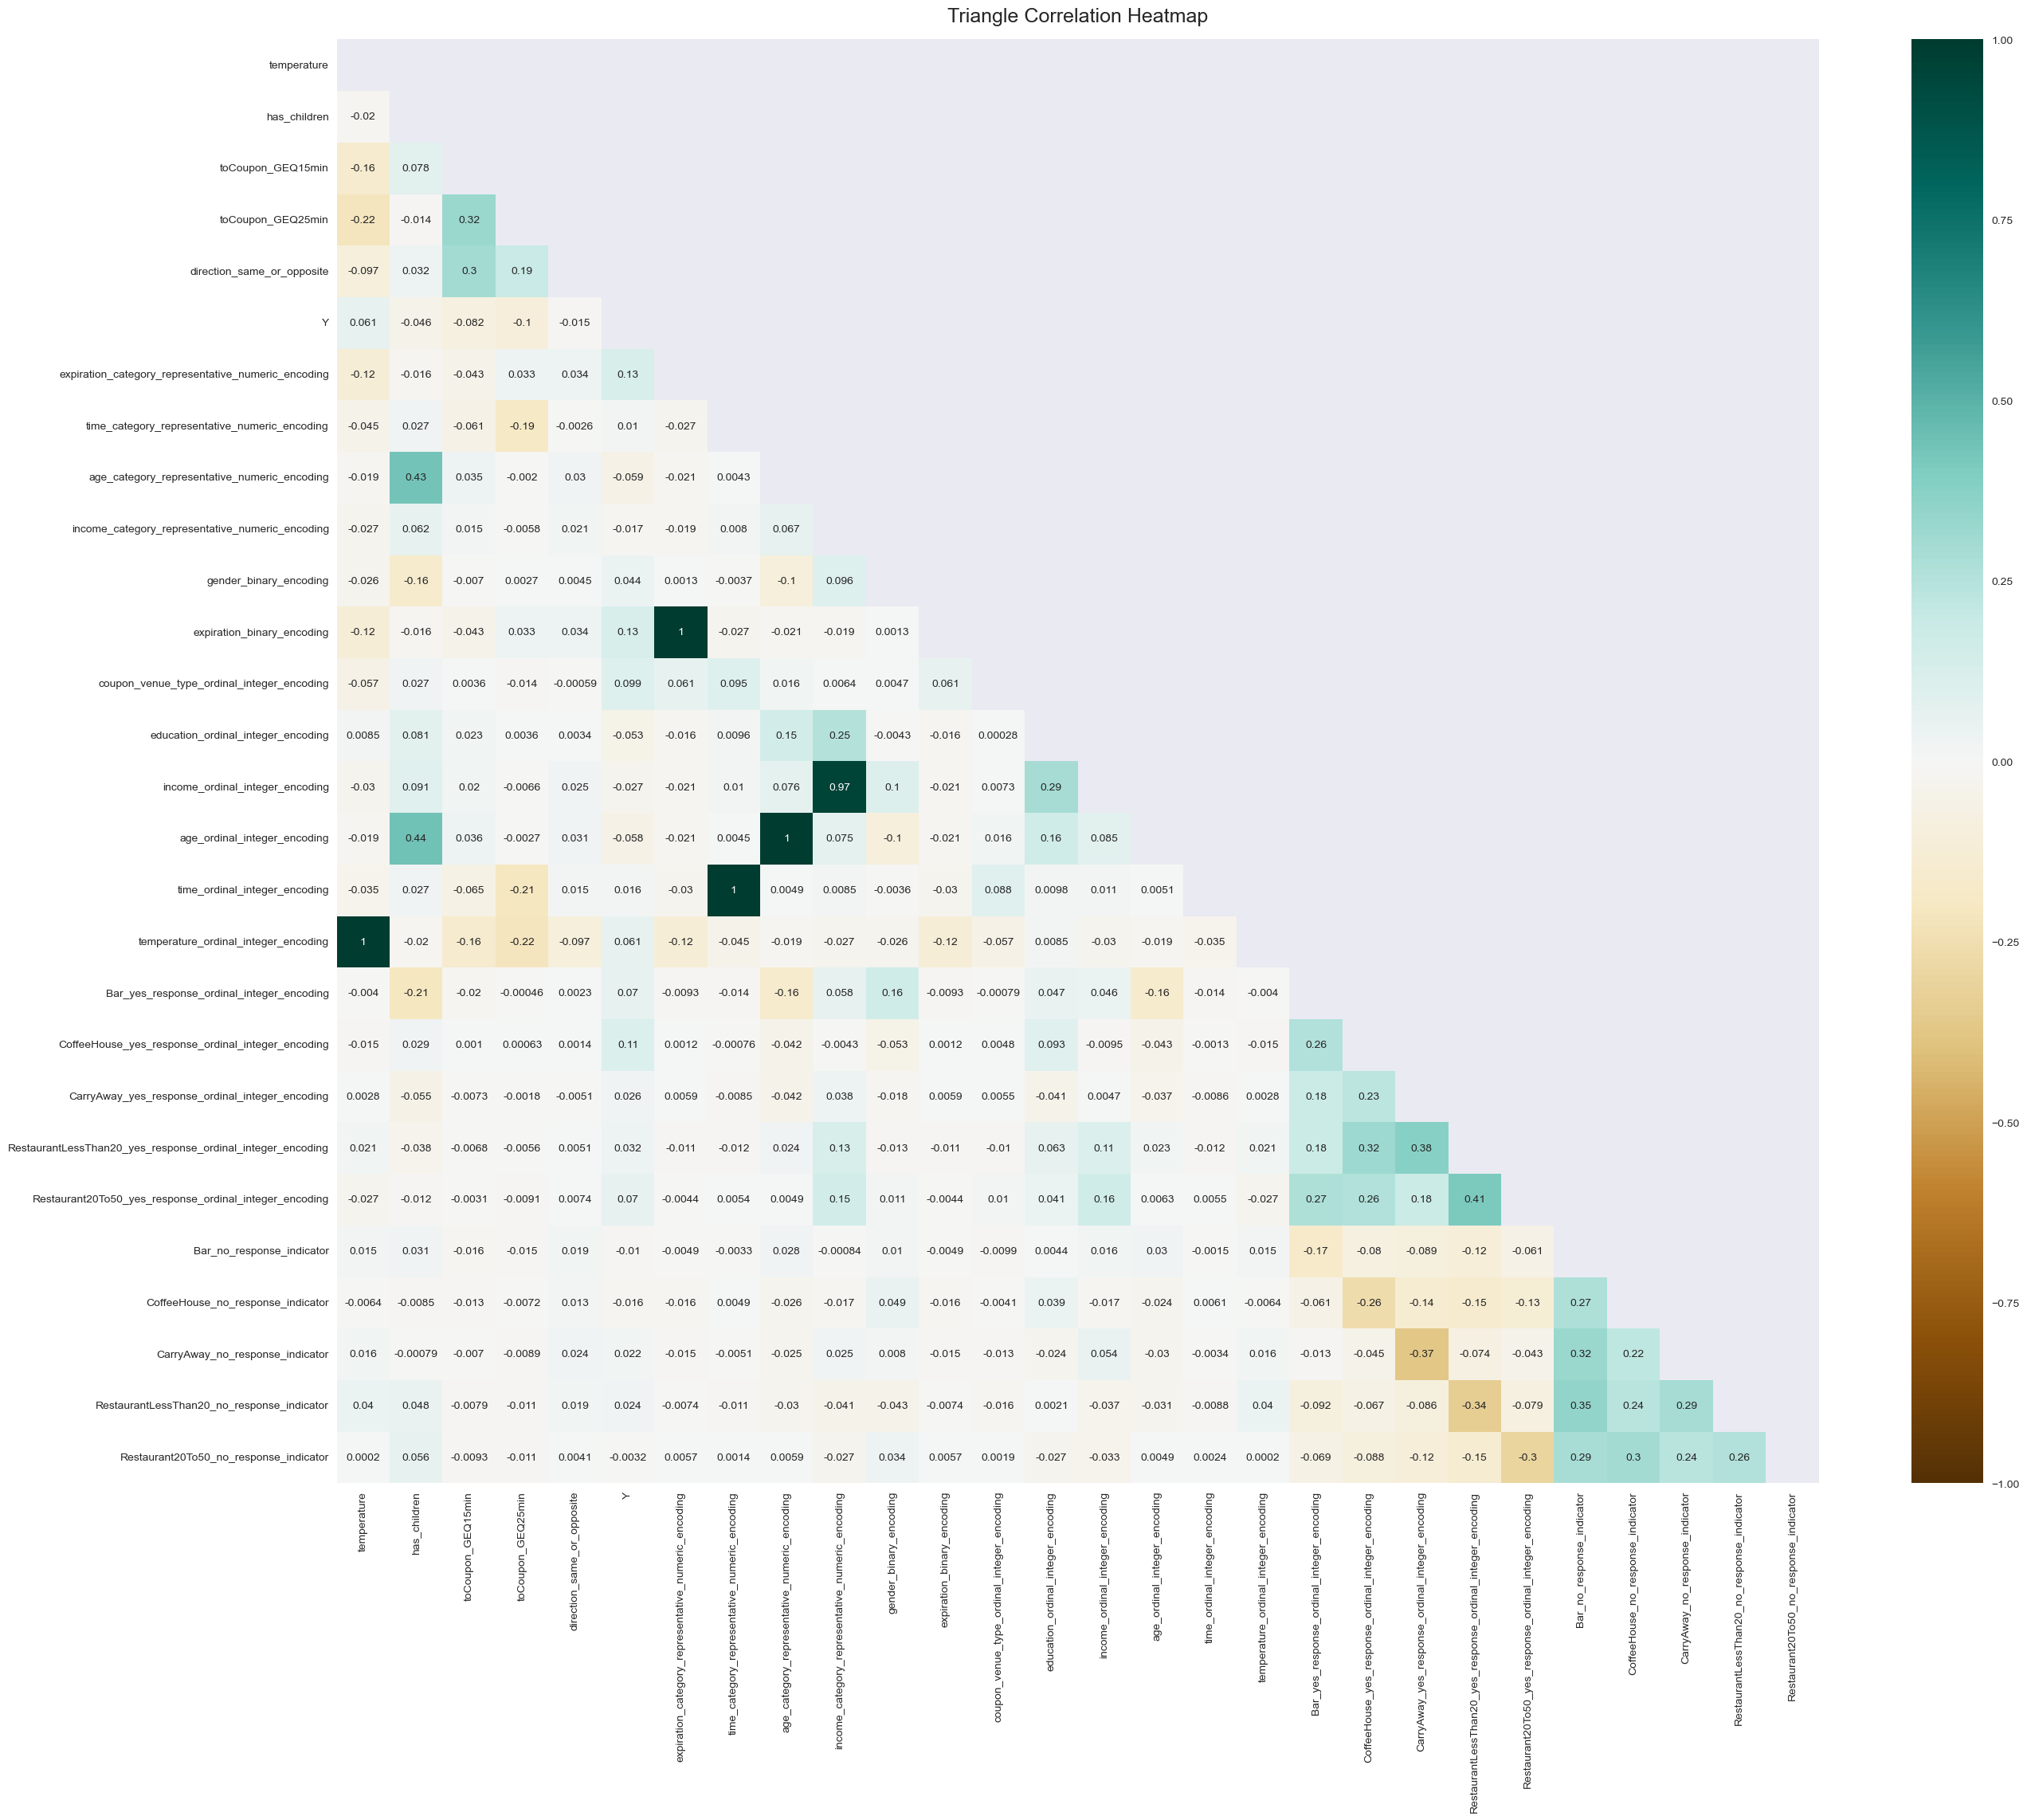 Triangle Correlation Heatmap
temperature
has_children -0.02
toCoupon_GEQ15min -0.16 0.078
toCoupon_GEQ25min -0.22 -0.014 0.32
direction_same_or_opposite -0.097 0.032 0.3 0.19
Y 0.061 -0.046 -0.082 -0.1 -0.015
expiration_category_representative_numeric_encoding -0.12 -0.016 -0.043 0.033 0.034 0.13
time_category_representative_numeric_encoding -0.045 0.027 -0.061 -0.19 -0.0026 0.01 -0.027
age_category_representative_numeric_encoding -0.019 0.43 0.035 -0.002 0.03 -0.059 -0.021 0.0043
income_category_representative_numeric_encoding -0.027 0.062 0.015 -0.0058 0.021 -0.017 -0.019 0.008 0.067
gender_binary_encoding -0.026 -0.16 -0.007 0.0027 0.0045 0.044 0.0013 -0.0037 -0.1 0.096
expiration_binary_encoding -0.12 -0.016 -0.043 0.033 0.034 0.13 1 -0.027 -0.021 -0.019 0.0013
coupon_venue_type_ordinal_integer_encoding -0.057 0.027 0.0036 -0.014 -0.00059 0.099 0.061 0.095 0.016 0.0064 0.0047 0.061
education_ordinal_integer_encoding 0.0085 0.081 0.023 0.0036 0.0034 -0.053 -0.016 0.0096 0.15 0.25 -0.0043 -0.016 0.00028
income_ordinal_integer_encoding -0.03 0.091 0.02 -0.0066 0.025 -0.027 -0.021 0.01 0.076 0.97 0.1 -0.021 0.0073 0.29
age_ordinal_integer_encoding -0.019 0.44 0.036 -0.0027 0.031 -0.058 -0.021 0.0045 1 0.075 -0.1 -0.021 0.016 0.16 0.085
time_ordinal_integer_encoding -0.035 0.027 -0.065 -0.21 0.015 0.016 -0.03 1 0.0049 0.0085 -0.0036 -0.03 0.088 0.0098 0.011 0.0051
temperature_ordinal_integer_encoding 1 -0.02 -0.16 -0.22 -0.097 0.061 -0.12 -0.045 -0.019 -0.027 -0.026 -0.12 -0.057 0.0085 -0.03 -0.019 -0.035
Bar_yes_response_ordinal_integer_encoding -0.004 -0.21 -0.02 -0.00046 0.0023 0.07 -0.0093 -0.014 -0.16 0.058 0.16 -0.0093 -0.00079 0.047 0.046 -0.16 -0.014 -0.004
CoffeeHouse_yes_response_ordinal_integer_encoding -0.015 0.029 0.001 0.00063 0.0014 0.11 0.0012 -0.00076 -0.042 -0.0043 -0.053 0.0012 0.0048 0.093 -0.0095 -0.043 -0.0013 -0.015 0.26
CarryAway_yes_response_ordinal_integer_encoding 0.0028 -0.055 -0.0073 -0.0018 -0.0051 0.026 0.0059 -0.0085 -0.042 0.038 -0.018 0.0059 0.0055 -0.041 0.0047 -0.037 -0.0086 0.0028 0.18 0.23
RestaurantLessThan20_yes_response_ordinal_integer_encoding 0.021 -0.038 -0.0068 -0.0056 0.0051 0.032 -0.011 -0.012 0.024 0.13 -0.013 -0.011 -0.01 0.063 0.11 0.023 -0.012 0.021 0.18 0.32 0.38
Restaurant20To50_yes_response_ordinal_integer_encoding -0.027 -0.012 -0.0031 -0.0091 0.0074 0.07 -0.0044 0.0054 0.0049 0.15 0.011 -0.0044 0.01 0.041 0.16 0.0063 0.0055 -0.027 0.27 0.26 0.18 0.41
Bar_no_response_indicator 0.015 0.031 -0.016 -0.015 0.019 -0.01 -0.0049 -0.0033 0.028 -0.00084 0.01 -0.0049 -0.0099 0.0044 0.016 0.03 -0.0015 0.015 -0.17 -0.08 -0.089 -0.12 -0.061
CoffeeHouse_no_response_indicator -0.0064 -0.0085 -0.013 -0.0072 0.013 -0.016 -0.016 0.0049 -0.026 -0.017 0.049 -0.016 -0.0041 0.039 -0.017 -0.024 0.0061 -0.0064 -0.061 -0.26 -0.14 -0.15 -0.13 0.27
CarryAway_no_response_indicator 0.016 -0.00079 -0.007 -0.0089 0.024 0.022 -0.015 -0.0051 -0.025 0.025 0.008 -0.015 -0.013 -0.024 0.054 -0.03 -0.0034 0.016 -0.013 -0.045 -0.37 -0.074 -0.043 0.32 0.22
RestaurantLessThan20_no_response_indicator 0.04 0.048 -0.0079 -0.011 0.019 0.024 -0.0074 -0.011 -0.03 -0.041 -0.043 -0.0074 -0.016 0.0021 -0.037 -0.031 -0.0088 0.04 -0.092 -0.067 -0.086 -0.34 -0.079 0.35 0.24 0.29
Restaurant20To50_no_response_indicator 0.0002 0.056 -0.0093 -0.011 0.0041 -0.0032 0.0057 0.0014 0.0059 -0.027 0.034 0.0057 0.0019 -0.027 -0.033 0.0049 0.0024 0.0002 -0.069 -0.088 -0.12 -0.15 -0.3 0.29 0.3 0.24 0.26
temperature
has_children
toCoupon_GEQ15min
toCoupon_GEQ25min
direction_same_or_opposite
Y
expiration_category_representative_numeric_encoding
time_category_representative_numeric_encoding
age_category_representative_numeric_encoding
income_category_representative_numeric_encoding
gender_binary_encoding
expiration_binary_encoding
coupon_venue_type_ordinal_integer_encoding
education_ordinal_integer_encoding
income_ordinal_integer_encoding
age_ordinal_integer_encoding
time_ordinal_integer_encoding
temperature_ordinal_integer_encoding
Bar_yes_response_ordinal_integer_encoding
CoffeeHouse_yes_response_ordinal_integer_encoding
CarryAway_yes_response_ordinal_integer_encoding
RestaurantLessThan20_yes_response_ordinal_integer_encoding
Restaurant20To50_yes_response_ordinal_integer_encoding
Bar_no_response_indicator
CoffeeHouse_no_response_indicator
CarryAway_no_response_indicator
RestaurantLessThan20_no_response_indicator
Restaurant20To50_no_response_indicator
1.00
0.75
0.50
0.25
0.00
−0.25
−0.50
−0.75
−1.00